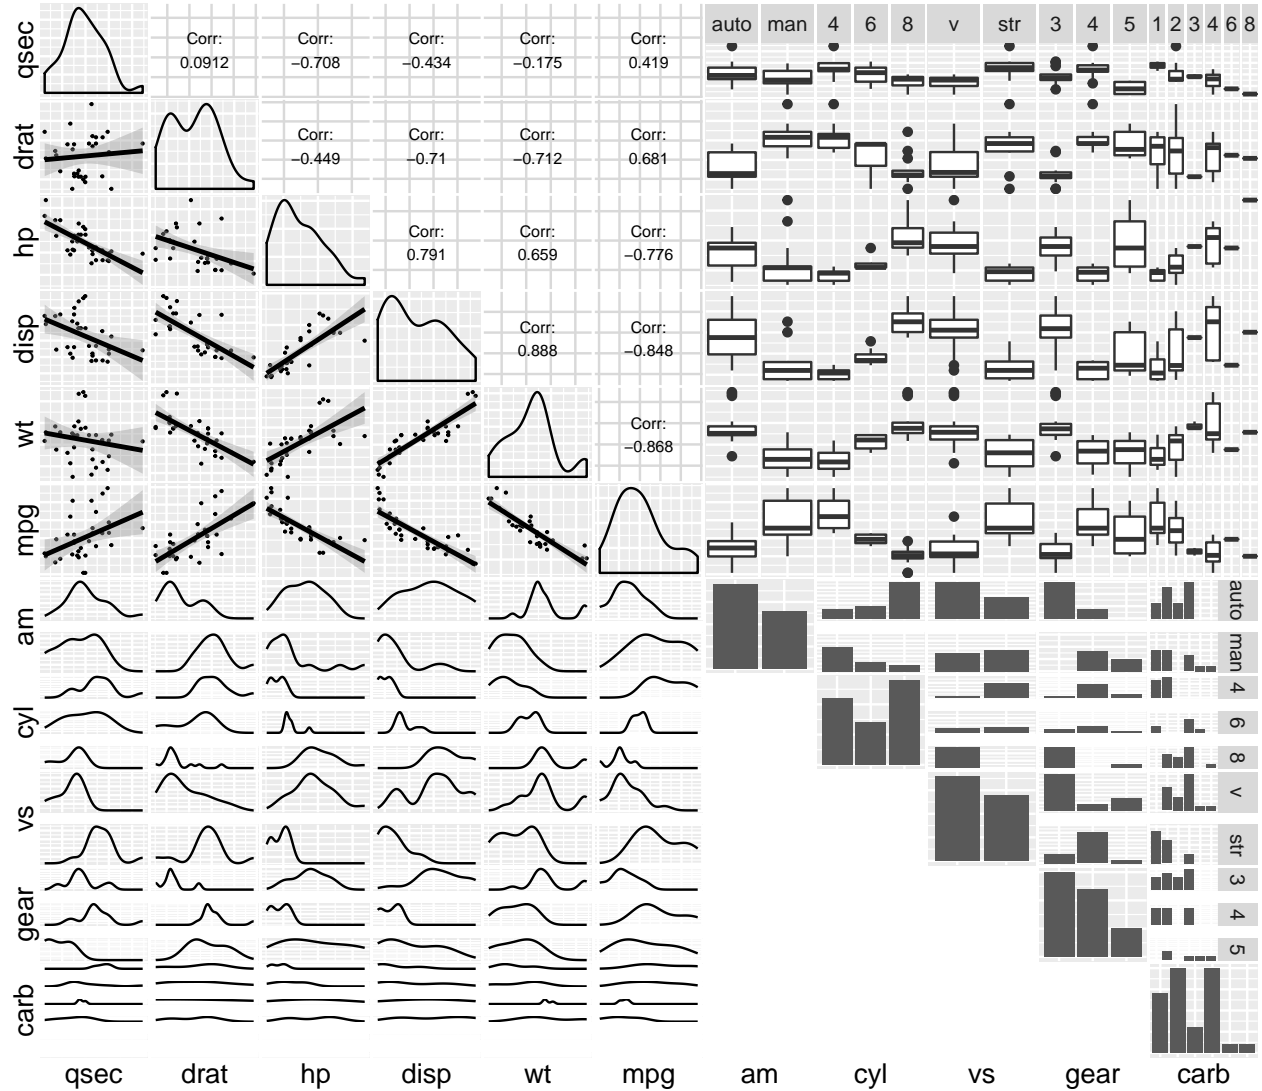 auto man 4 6 8 v str 3 4 5 1 2 3 4 6 8
qsec
Corr: Corr: Corr: Corr: Corr:
0.0912 −0.708 −0.434 −0.175 0.419
drat
Corr: Corr: Corr: Corr:
−0.449 −0.71 −0.712 0.681
hp
Corr: Corr: Corr:
0.791 0.659 −0.776
disp
Corr: Corr:
0.888 −0.848
wt
Corr:
−0.868
mpg
am
auto
man
cyl
4
6
8
vs
v
str
gear
3
4
5
carb
qsec drat hp disp wt mpg am cyl vs gear carb